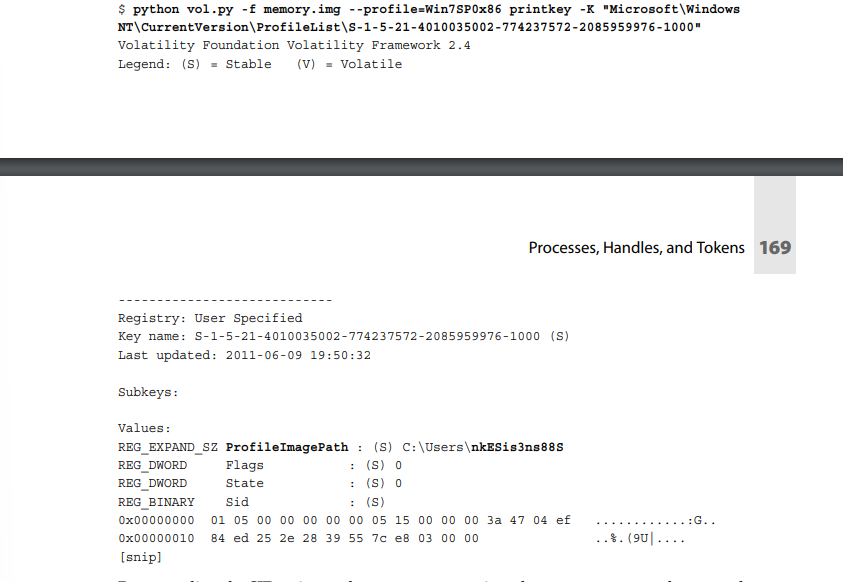 $ python vol.py -f memory.img --profile=Win7SP0x86 printkey -K "Microsoft\Windows
NT\CurrentVersion\ProfileList\S-1-5-21-4010035002-774237572-2085959976-1000"
Volatility Foundation Volatility Framework 2.4
Legend: (S) = Stable   (V) = Volatile
Processes, Handles, and Tokens 169
----------------------------
Registry: User Specified
Key name: S-1-5-21-4010035002-774237572-2085959976-1000 (S)
Last updated: 2011-06-09 19:50:32
Subkeys:
Values:
REG_EXPAND_SZ ProfileImagePath : (S) C:\Users\nkESis3ns88S
REG_DWORD     Flags           : (S) 0
REG_DWORD     State           : (S) 0
REG_BINARY    Sid             : (S)
0x00000000  01 05 00 00 00 00 00 05 15 00 00 00 3a 47 04 ef   ............:G..
0x00000010  84 ed 25 2e 28 39 55 7c e8 03 00 00               ..%.(9U|....
[snip]